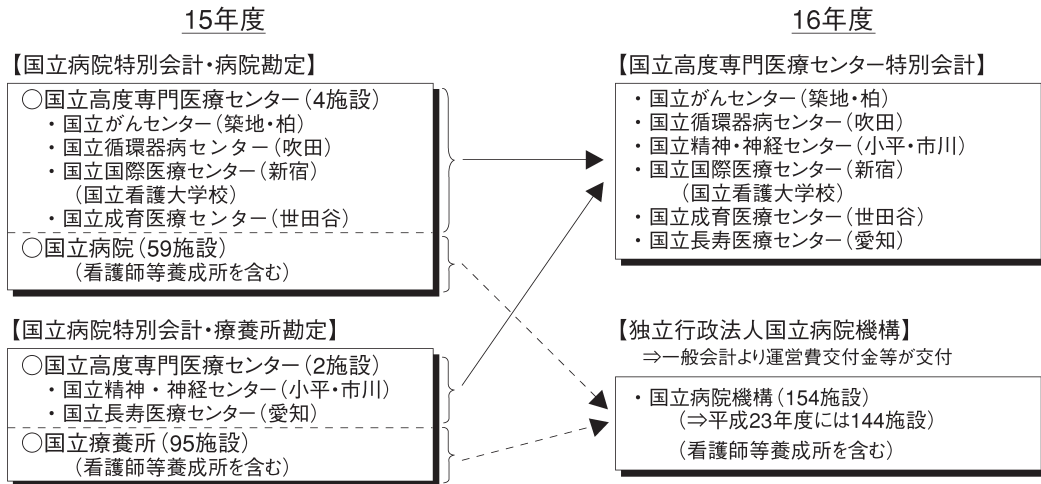 15年度
【国立病院特別会計・病院勘定】
○国立高度専門医療センター（4施設）
・国立がんセンター（築地・柏）
・国立循環器病センター（吹田）
・国立国際医療センター（新宿）
（国立看護大学校）
・国立成育医療センター（世田谷）
○国立病院（59施設）
（看護師等養成所を含む）
【国立病院特別会計・療養所勘定】
○国立高度専門医療センター（2施設）
・国立精神・神経センター（小平・市川）
・国立長寿医療センター（愛知）
○国立療養所（95施設）
（看護師等養成所を含む）
16年度
【国立高度専門医療センター特別会計】
・国立がんセンター（築地・柏）
・国立循環器病センター（吹田）
・国立精神・神経センター（小平・市川）
・国立国際医療センター（新宿）
（国立看護大学校）
・国立成育医療センター（世田谷）
・国立長寿医療センター（愛知）
【独立行政法人国立病院機構】
⇒一般会計より運営費交付金等が交付
・国立病院機構（154施設）
（⇒平成23年度には144施設）
（看護師等養成所を含む）